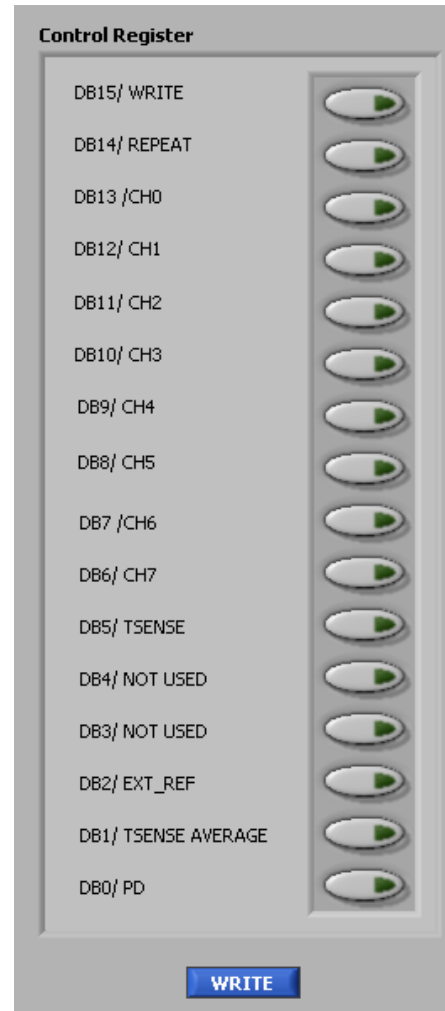 Control Register
DB15/ WRITE
DB14/ REPEAT
DB13 /CH0
DB12/ CH1
DB11/ CH2
DB10/ CH3
DB9/ CH4
DB8/ CH5
DB7 /CH6
DB6/ CH7
DB5/ TSENSE
DB4/ NOT USED
DB3/ NOT USED
DB2/ EXT_REF
DB1/ TSENSE AVERAGE
DB0/ PD
WRITE